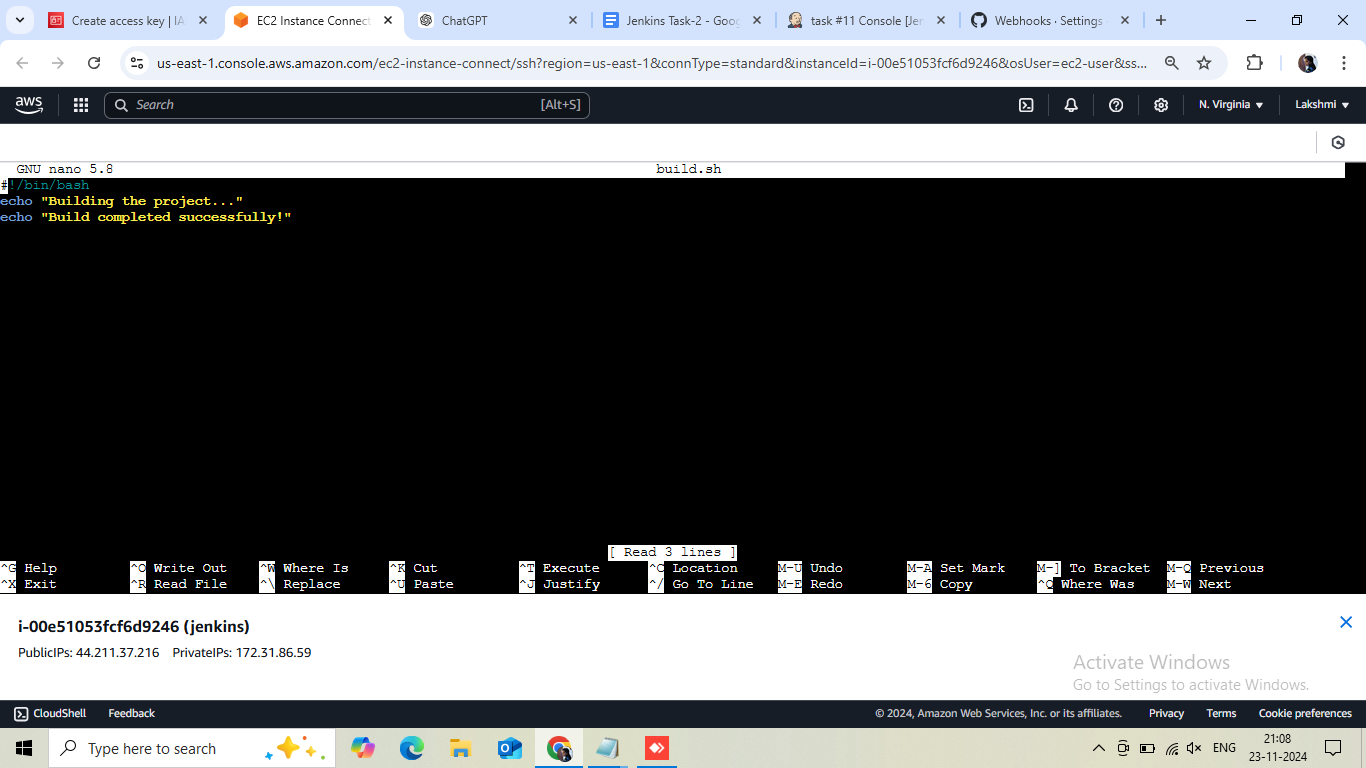 Create access key | IA
EC2 Instance Connect
ChatGPT
Jenkins Task-2 - Goog
task #11 Console [Jen
Webhooks · Settings
us-east-1.console.aws.amazon.com/ec2-instance-connect/ssh?region=us-east-1&connType=standard&instanceId=i-00e51053fcf6d9246&osUser=ec2-user&ss...
aws
Search
[Alt+S]
N. Virginia
Lakshmi
GNU nano 5.8 build.sh
#!/bin/bash
echo "Building the project..."
echo "Build completed successfully!"
[ Read 3 lines ]
^G Help ^O Write Out ^W Where Is ^K Cut ^T Execute ^C Location M-U Undo M-A Set Mark M-] To Bracket M-Q Previous
^X Exit ^R Read File ^\ Replace ^U Paste ^J Justify ^/ Go To Line M-E Redo M-6 Copy ^Q Where Was M-W Next
i-00e51053fcf6d9246 (jenkins)
PublicIPs: 44.211.37.216 PrivateIPs: 172.31.86.59
Activate Windows
Go to Settings to activate Windows.
CloudShell Feedback © 2024, Amazon Web Services, Inc. or its affiliates. Privacy Terms Cookie preferences
Type here to search
ENG
21:08
23-11-2024